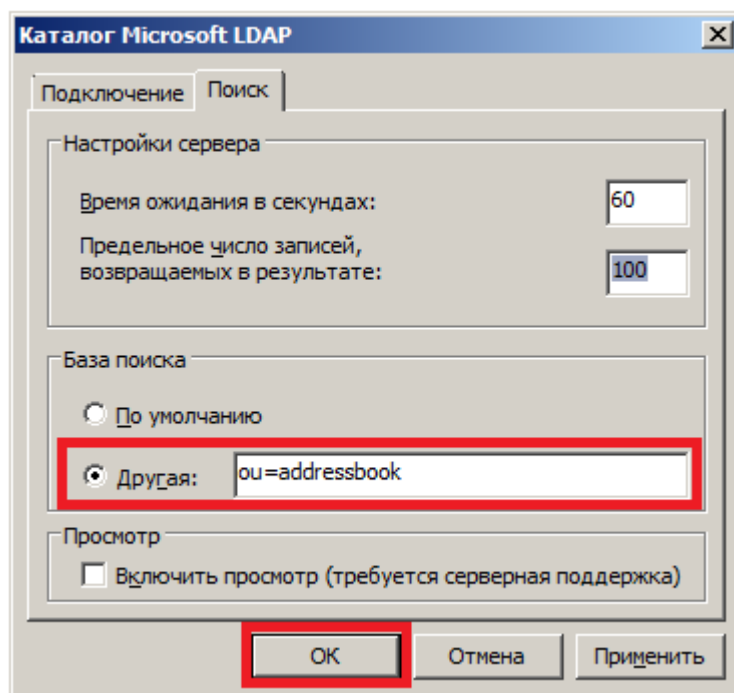 Каталог Microsoft LDAP
Подключение Поиск
Настройки сервера
Время ожидания в секундах: 60
Предельное число записей,
возвращаемых в результате: 100
База поиска
По умолчанию
Другая: ou=addressbook
Просмотр
Включить просмотр (требуется серверная поддержка)
ОК Отмена Применить